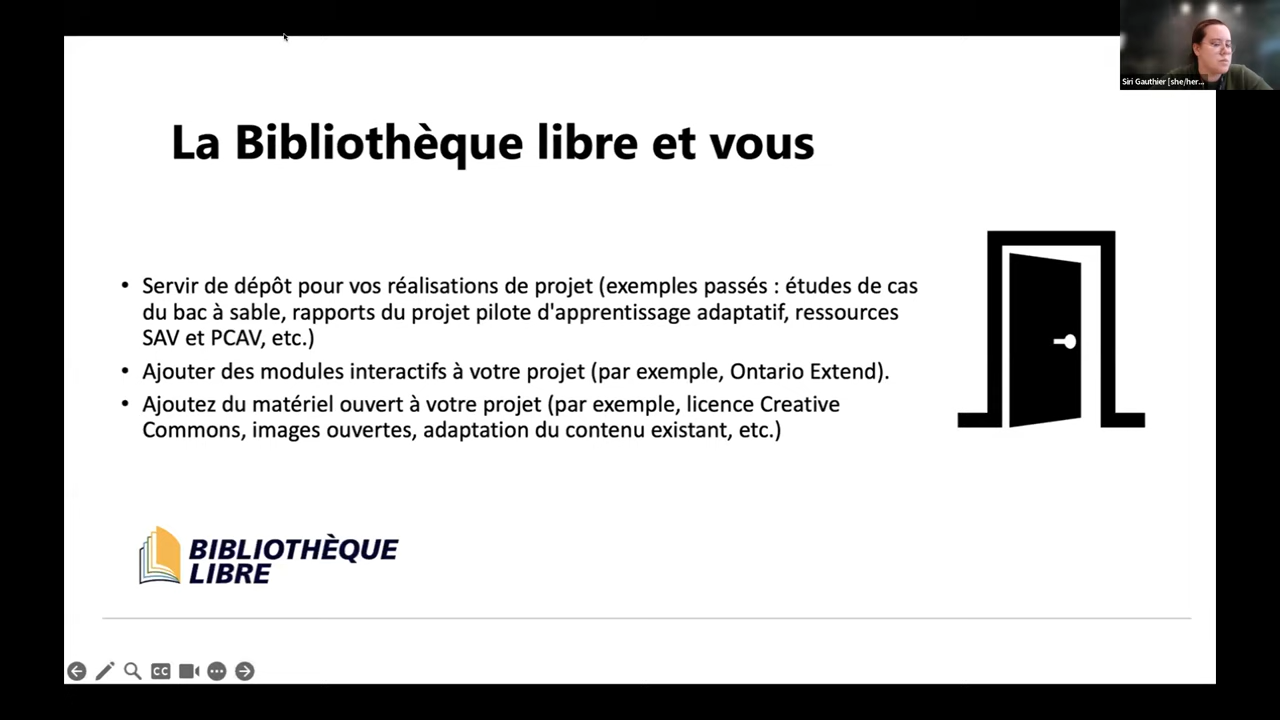 Siri Gauthier [she/her...
La Bibliothèque libre et vous
• Servir de dépôt pour vos réalisations de projet (exemples passés : études de cas
du bac à sable, rapports du projet pilote d'apprentissage adaptatif, ressources
SAV et PCAV, etc.)
• Ajouter des modules interactifs à votre projet (par exemple, Ontario Extend).
• Ajoutez du matériel ouvert à votre projet (par exemple, licence Creative
Commons, images ouvertes, adaptation du contenu existant, etc.)
BIBLIOTHÈQUE
LIBRE
CC